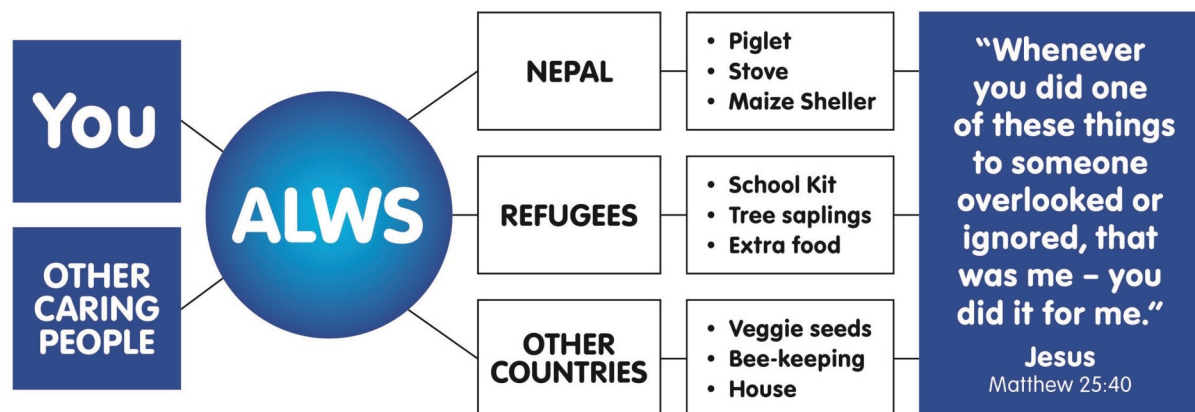 You
OTHER
CARING
PEOPLE
ALWS
NEPAL
• Piglet
• Stove
• Maize Sheller
REFUGEES
• School Kit
• Tree saplings
• Extra food
OTHER
COUNTRIES
• Veggie seeds
• Bee-keeping
• House
“Whenever
you did one
of these things
to someone
overlooked or
ignored, that
was me – you
did it for me.”
Jesus
Matthew 25:40